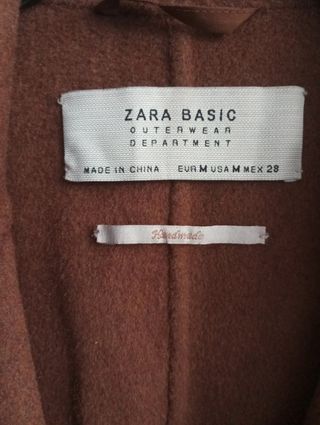 ZARA BASIC
OUTERWEAR
DEPARTMENT
MADE IN CHINA EUR M USA M MEX 28
Handmade